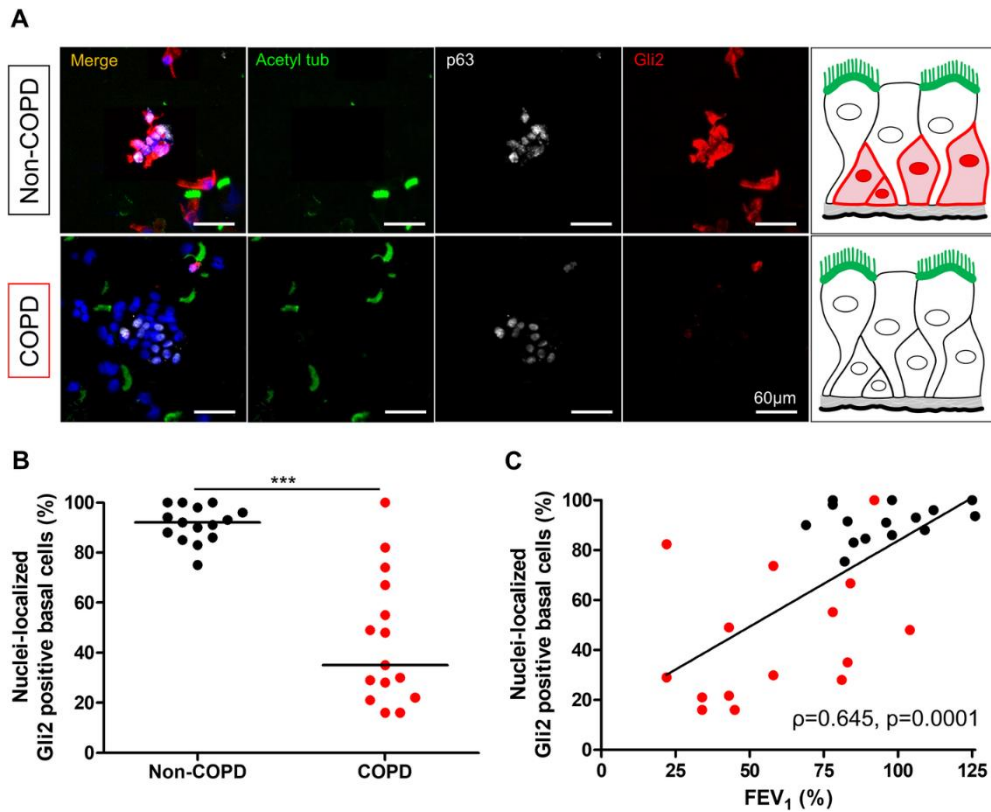 A
Non-COPD
Merge
Acetyl tub
p63
Gli2
COPD
60µm
B
Nuclei-localized
Gli2 positive basal cells (%)
100
80
60
40
20
0
***
Non-COPD
COPD
C
Nuclei-localized
Gli2 positive basal cells (%)
100
80
60
40
20
0
ρ=0.645, p=0.0001
0
25
50
75
100
125
FEV₁ (%)